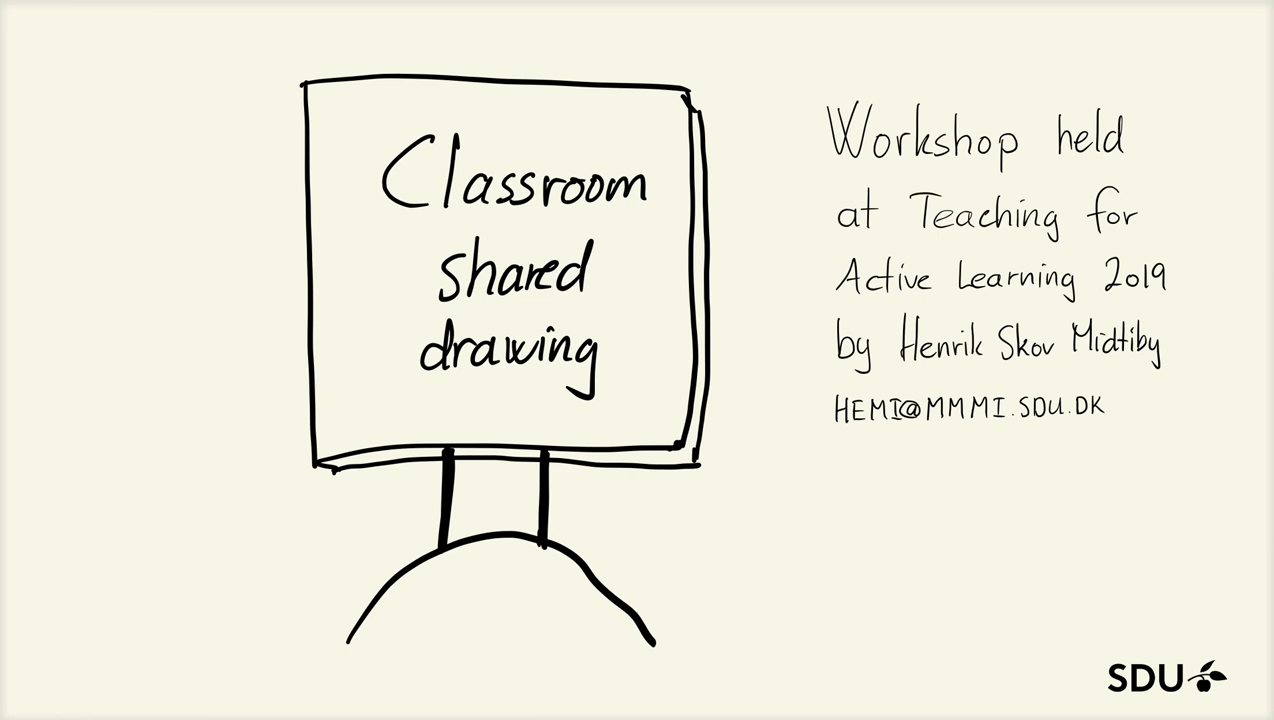 Classroom
shared
drawing
Workshop held
at Teaching for
Active Learning 2019
by Henrik Skov Midtiby
HEMI@MMMI.SDU.DK
SDU